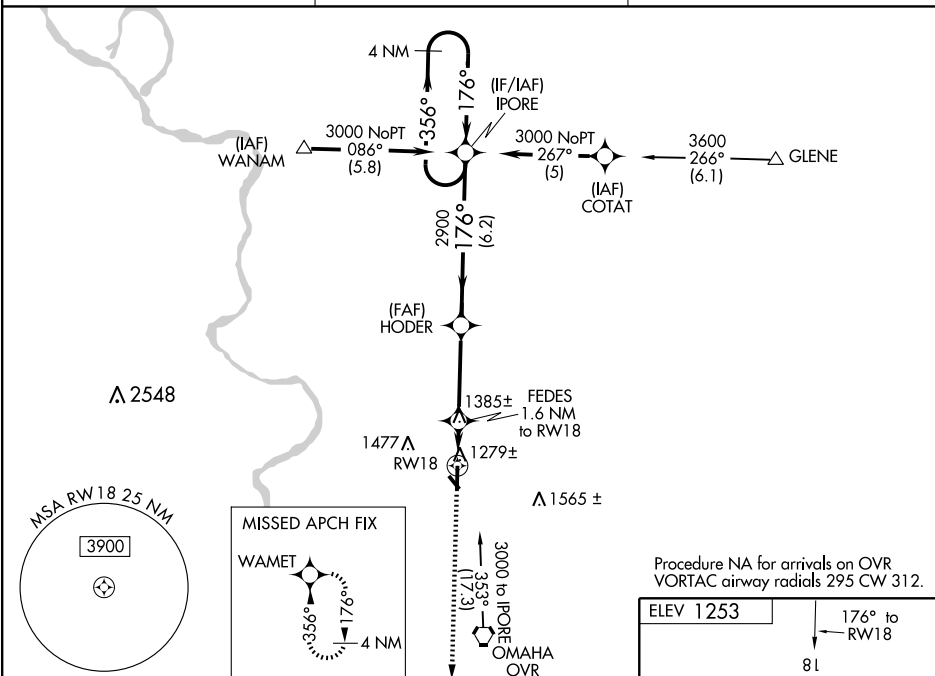 4 NM
356°
176°
(IF/IAF)
IPORE
(IAF)
WANAM
3000 NoPT
086°
(5.8)
3000 NoPT
267°
(5)
(IAF)
COTAT
3600
266°
(6.1)
GLENE
2900
176°
(6.2)
(FAF)
HODER
2548
1385±
FEDES
1.6 NM
to RW18
1477
RW18
1279±
1565 ±
MSA RW18 25 NM
3900
MISSED APCH FIX
WAMET
356°
176°
4 NM
3000 to IPORE
353°
(17.3)
OMAHA
OVR
Procedure NA for arrivals on OVR
VORTAC airway radials 295 CW 312.
ELEV 1253
176° to
RW18
18